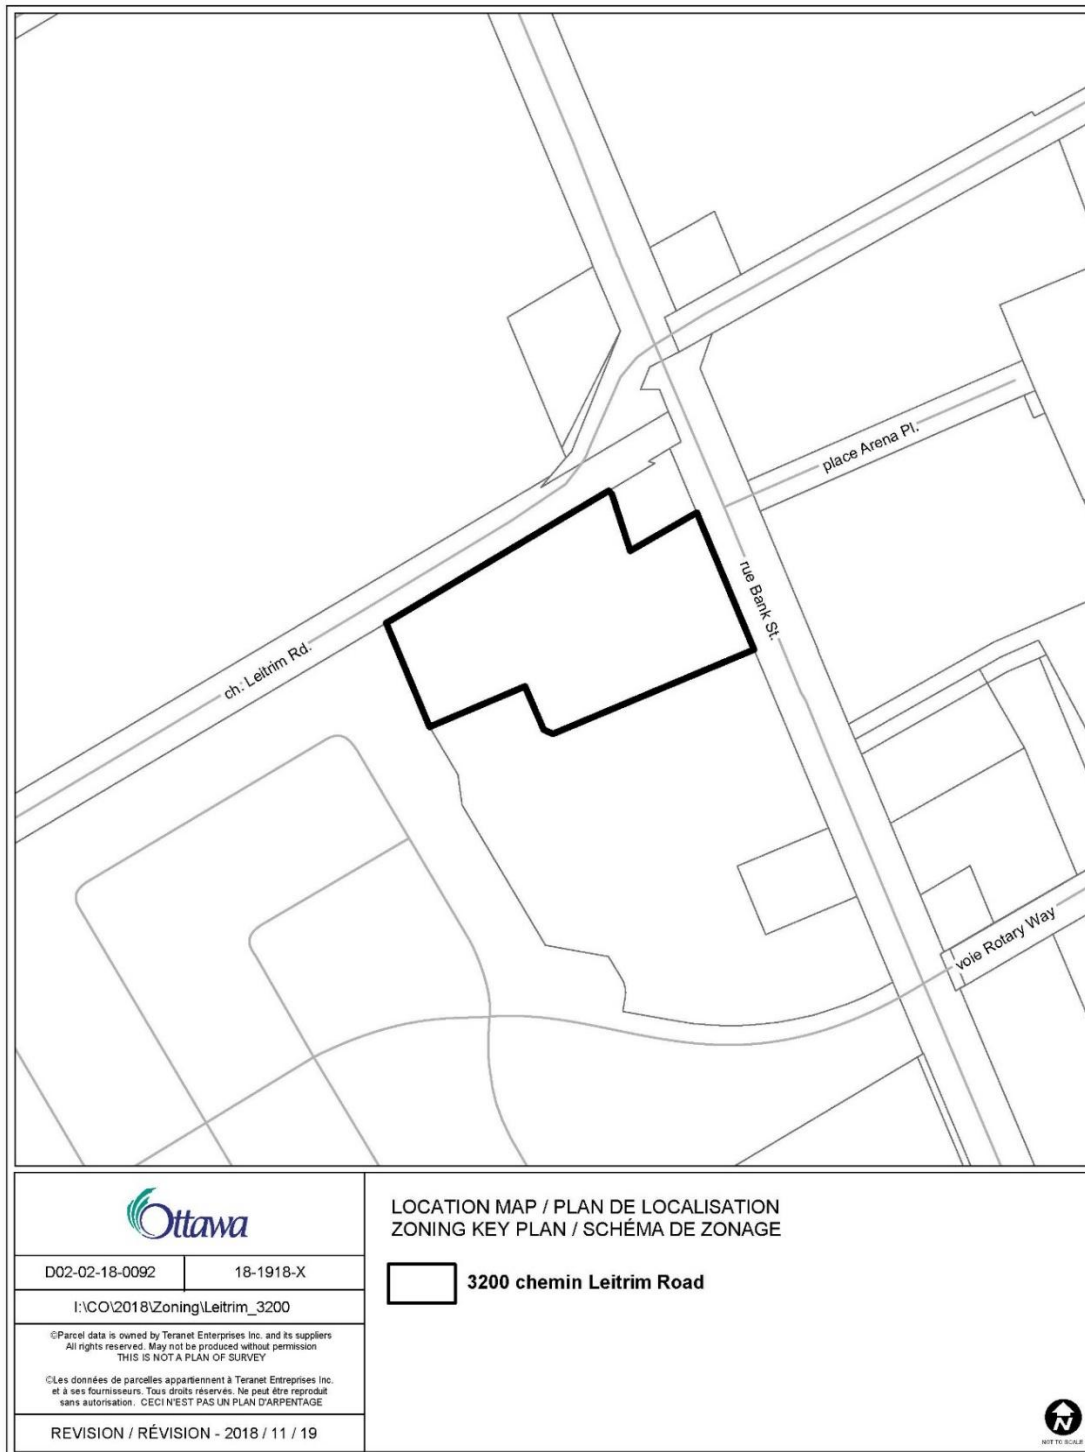 place Arena Pl.
rue Bank St.
ch. Leitrim Rd.
voie Rotary Way
Ottawa
D02-02-18-0092
18-1918-X
I:\CO\2018\Zoning\Leitrim_3200
©Parcel data is owned by Teranet Enterprises Inc. and its suppliers
All rights reserved. May not be produced without permission
THIS IS NOT A PLAN OF SURVEY
©Les données de parcelles appartiennent à Teranet Entreprises Inc.
et à ses fournisseurs. Tous droits réservés. Ne peut être reproduit
sans autorisation. CECI N'EST PAS UN PLAN D'ARPENTAGE
REVISION / RÉVISION - 2018 / 11 / 19
LOCATION MAP / PLAN DE LOCALISATION
ZONING KEY PLAN / SCHÉMA DE ZONAGE
3200 chemin Leitrim Road
N
NOT TO SCALE